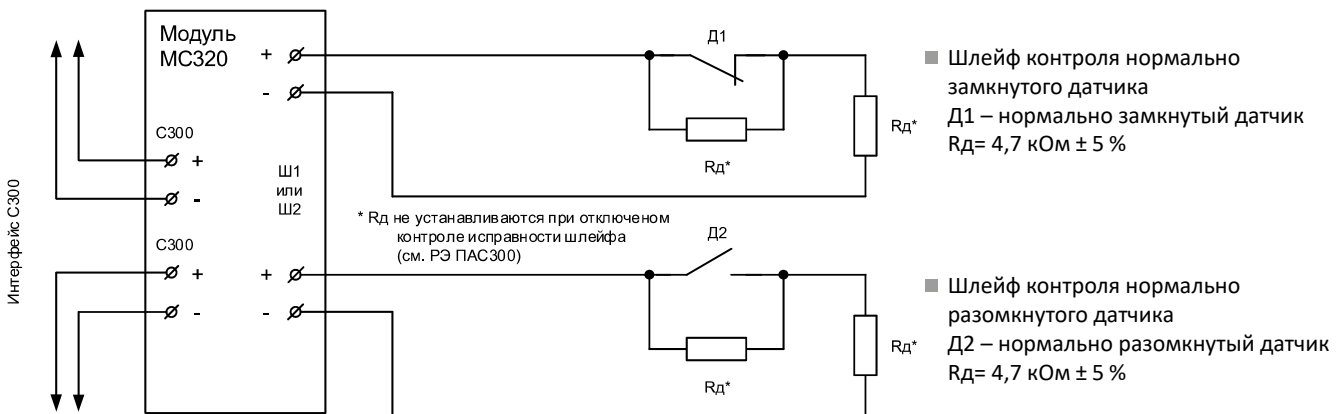 Модуль
МС320
+
-
С300
+
-
Ш1
или
Ш2
С300
+
-
+
-
Интерфейс С300
Д1
Rд*
Rд*
* Rд не устанавливаются при отключеном
контроле исправности шлейфа
(см. РЭ ПАС300)
Д2
Rд*
Rд*
Шлейф контроля нормально
замкнутого датчика
Д1 – нормально замкнутый датчик
Rд= 4,7 кОм ± 5 %
Шлейф контроля нормально
разомкнутого датчика
Д2 – нормально разомкнутый датчик
Rд= 4,7 кОм ± 5 %